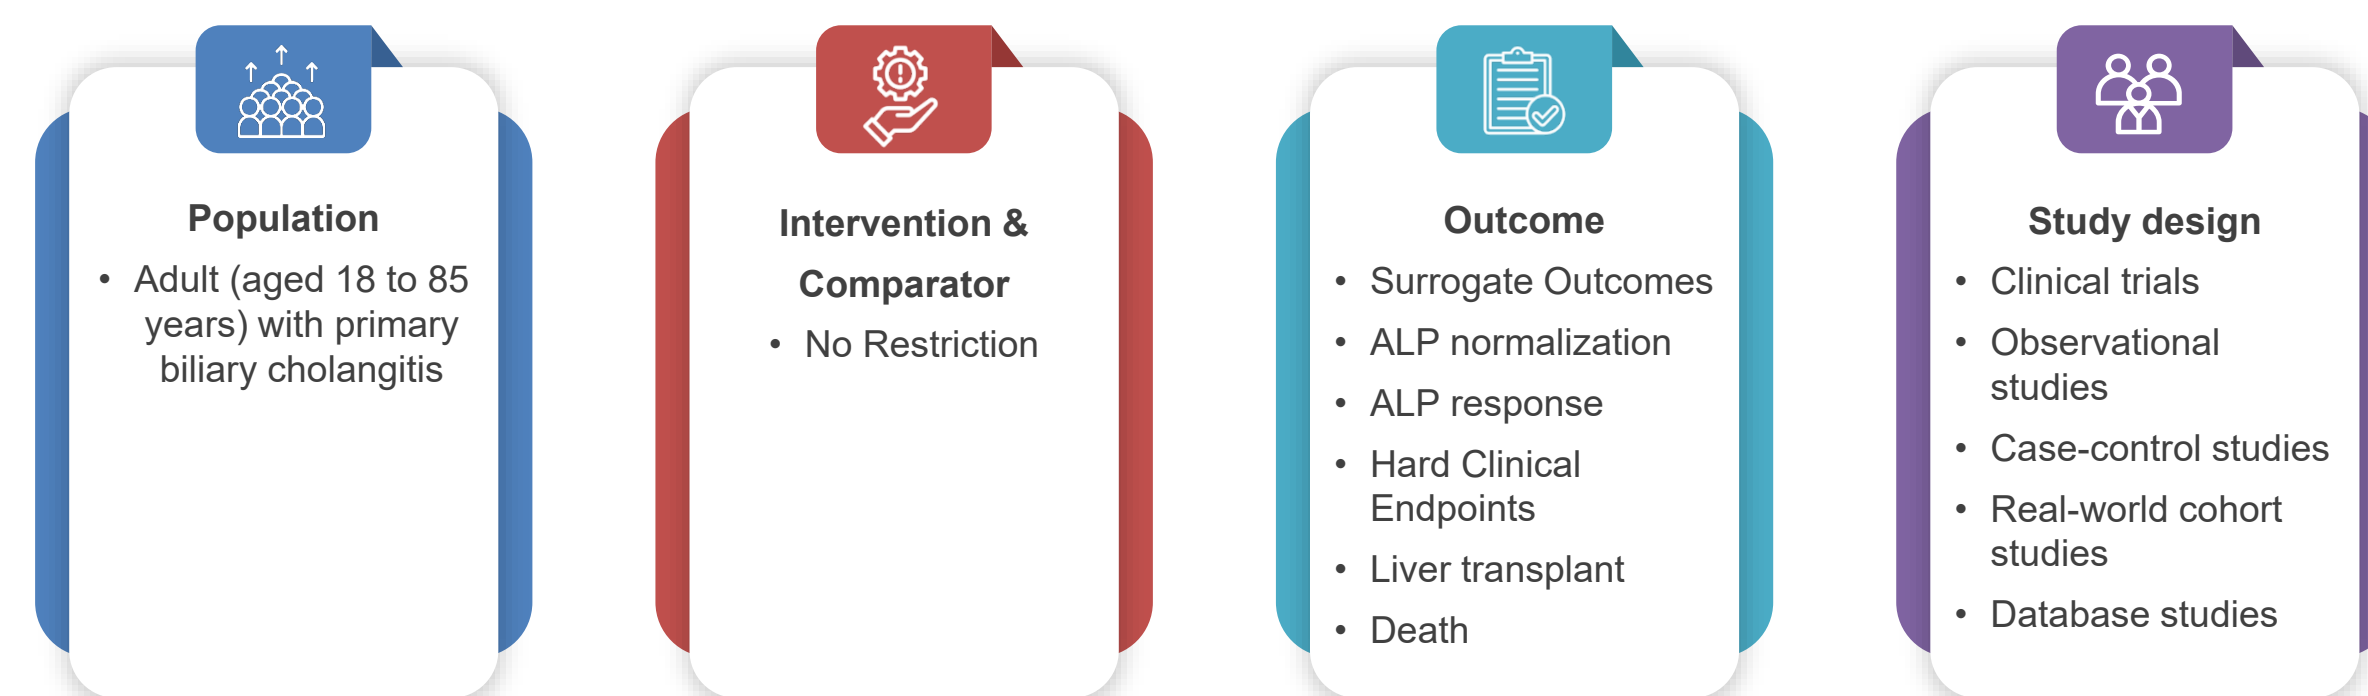 Population
• Adult (aged 18 to 85
years) with primary
biliary cholangitis
Intervention &
Comparator
• No Restriction
Outcome
• Surrogate Outcomes
• ALP normalization
• ALP response
• Hard Clinical
Endpoints
• Liver transplant
• Death
Study design
• Clinical trials
• Observational
studies
• Case-control studies
• Real-world cohort
studies
• Database studies